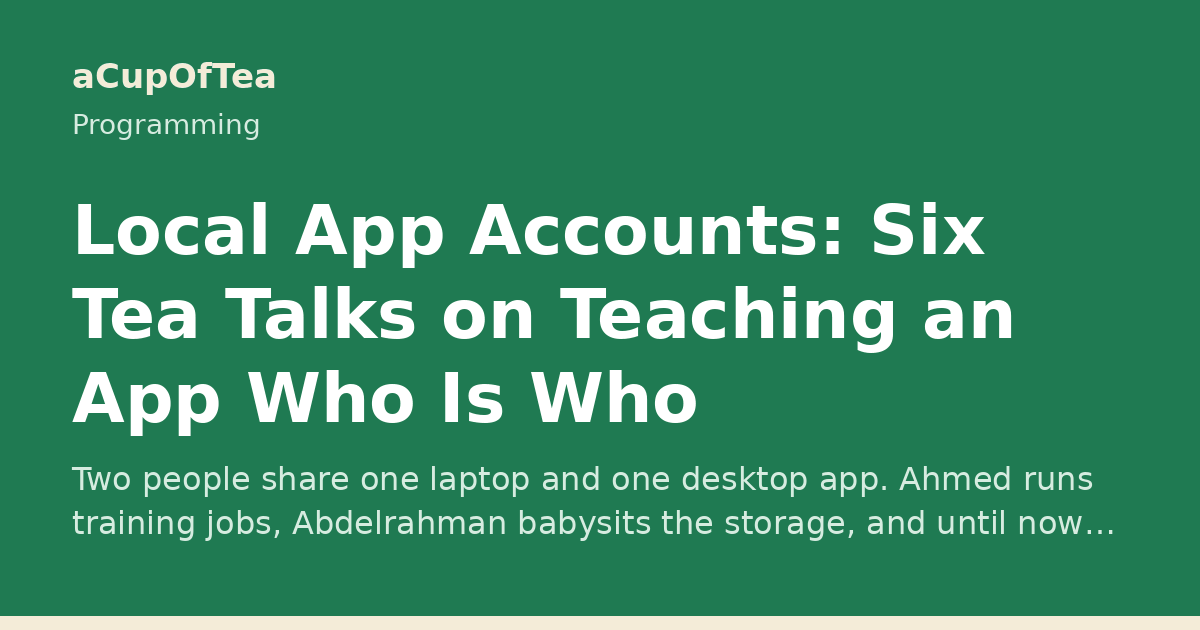 aCupOfTea
Programming
Local App Accounts: Six
Tea Talks on Teaching an
App Who Is Who
Two people share one laptop and one desktop app. Ahmed runs
training jobs, Abdelrahman babysits the storage, and until now…